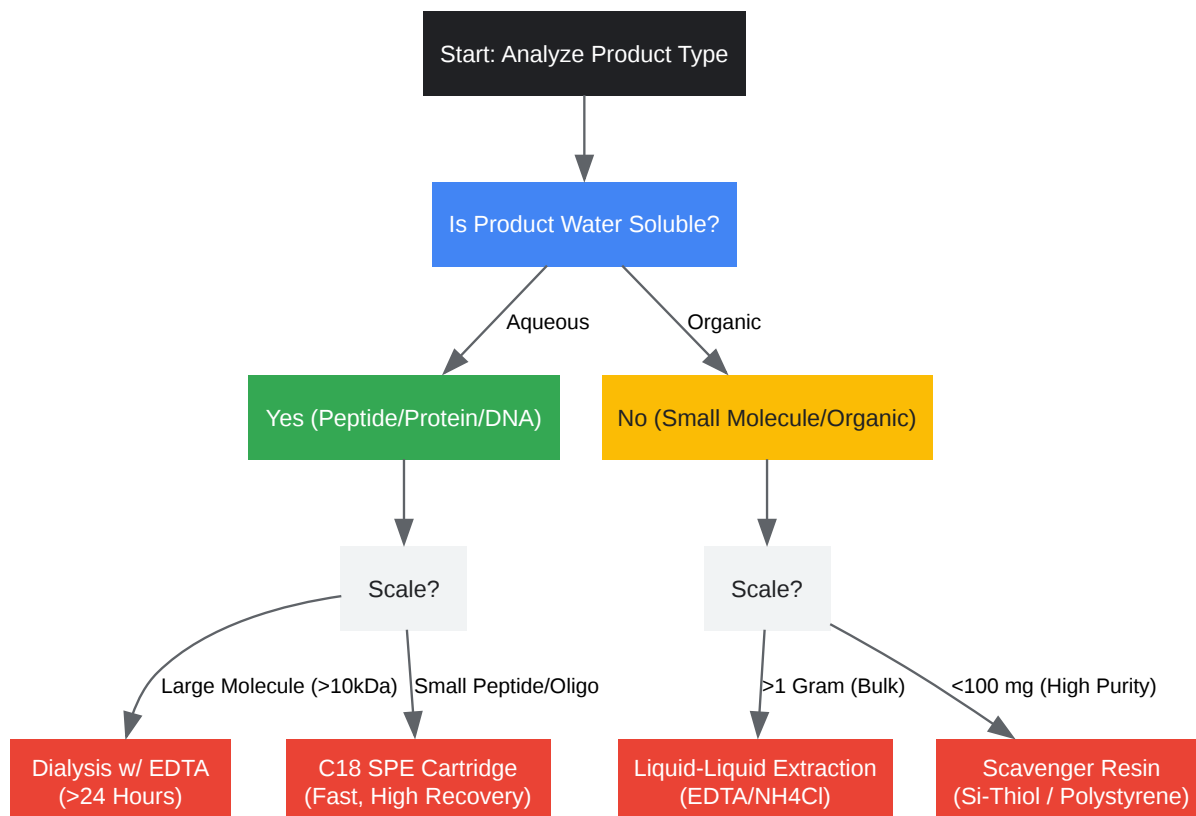 Start: Analyze Product Type
Is Product Water Soluble?
Aqueous
Organic
Yes (Peptide/Protein/DNA)
No (Small Molecule/Organic)
Scale?
Scale?
Large Molecule (>10kDa)
Small Peptide/Oligo
>1 Gram (Bulk)
<100 mg (High Purity)
Dialysis w/ EDTA
(>24 Hours)
C18 SPE Cartridge
(Fast, High Recovery)
Liquid-Liquid Extraction
(EDTA/NH4Cl)
Scavenger Resin
(Si-Thiol / Polystyrene)